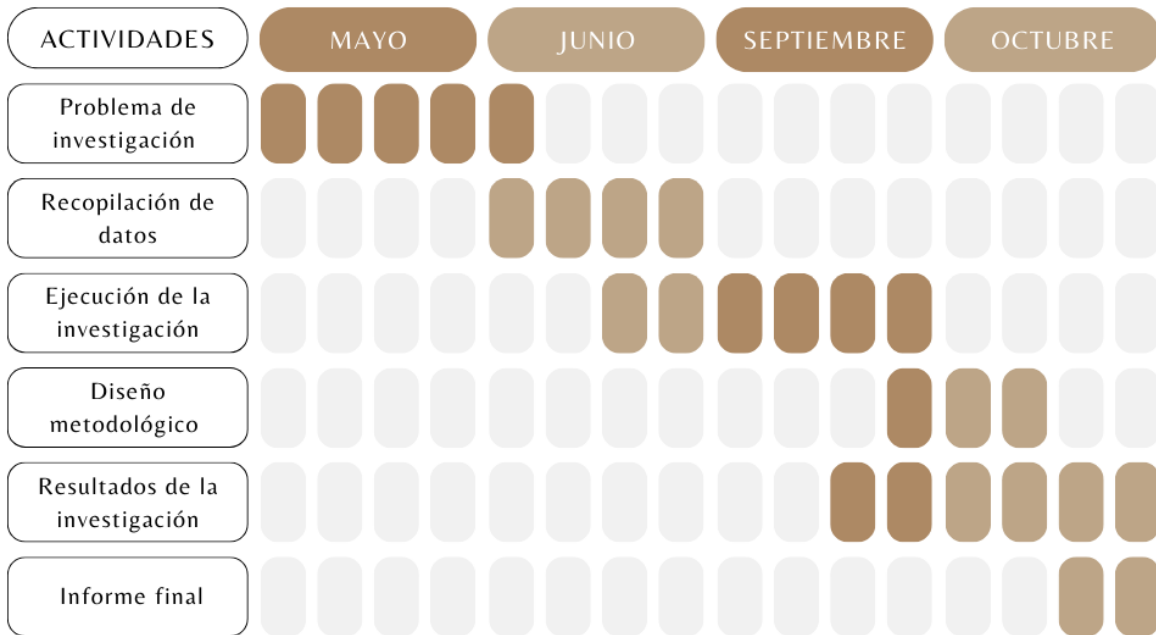 ACTIVIDADES
MAYO
JUNIO
SEPTIEMBRE
OCTUBRE
Problema de
investigación
Recopilación de
datos
Ejecución de la
investigación
Diseño
metodológico
Resultados de la
investigación
Informe final